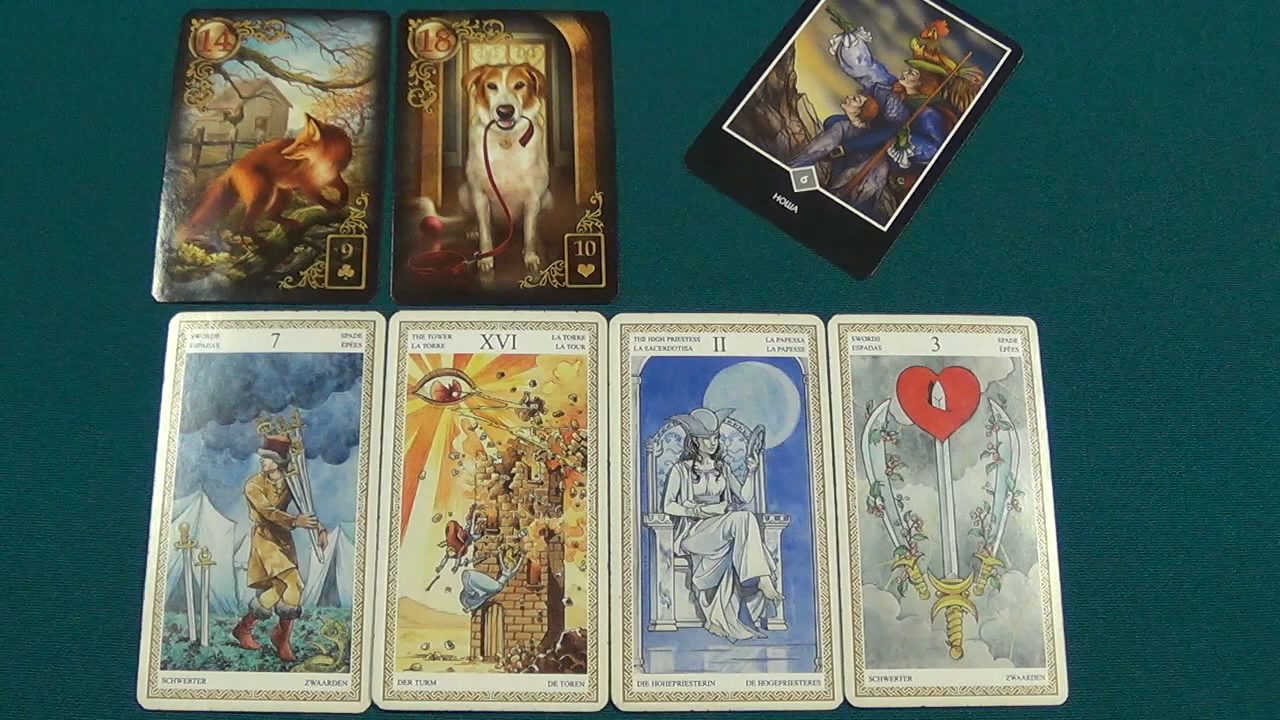 14
18
9
10
6
НОША
SWORDS 7 SPADE
ESPADAS ÉPÉES
SCHWERTER ZWAARDEN
THE TOWER XVI LA TORRE
LA TORRE LA TOUR
DER TURM DE TOREN
THE HIGH PRIESTESS II LA PAPESSA
LA SACERDOTISA LA PAPESSE
DIE HOHEPRIESTERIN DE HOGEPRIESTERES
SWORDS 3 SPADE
ESPADAS ÉPÉES
SCHWERTER ZWAARDEN